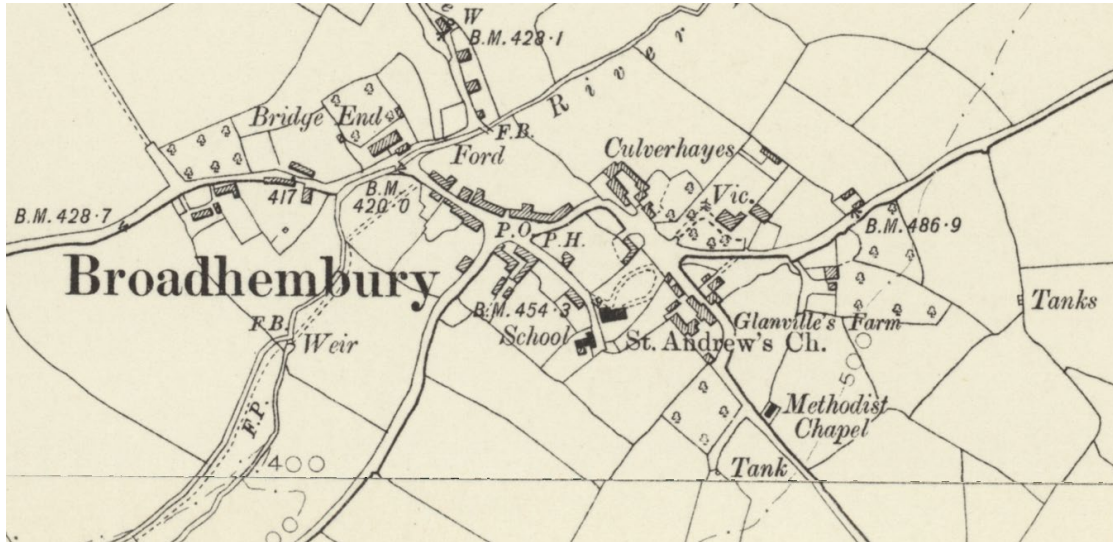 W
B.M. 428·1
River
Bridge End
F.B.
Ford
Culverhayes
Vic.
B.M. 428·7
417
B.M.
420·0
P.O.
P.H.
B.M. 486·9
Broadhembury
B.M. 454·3
Tanks
F.B.
Weir
School
Glanville's Farm
St. Andrew's Ch.
500
Methodist
Chapel
F.P.
400
Tank